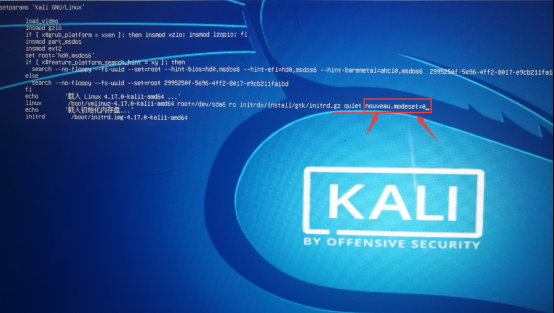 setparams 'Kali GNU/Linux'
load_video
insmod gzio
if [ x$grub_platform = xxen ]; then insmod xzio; insmod lzopio; fi
insmod part_msdos
insmod ext2
set root='hd0,msdos6'
if [ x$feature_platform_search_hint = xy ]; then
search --no-floppy --fs-uuid --set=root --hint-bios=hd0,msdos6 --hint-efi=hd0,msdos6 --hint-baremetal=ahci0,msdos6 2995250f-5a96-4ff2-8017-e9cb211fa1
else
search --no-floppy --fs-uuid --set=root 2995250f-5a96-4ff2-8017-e9cb211fa1bd
fi
echo '载入 Linux 4.17.0-kali1-amd64 ...'
linux /boot/vmlinuz-4.17.0-kali1-amd64 root=/dev/sda6 ro initrd=/install/gtk/initrd.gz quiet nouveau.modeset=0_
echo '载入初始化内存盘...'
initrd /boot/initrd.img-4.17.0-kali1-amd64
KALI
BY OFFENSIVE SECURITY